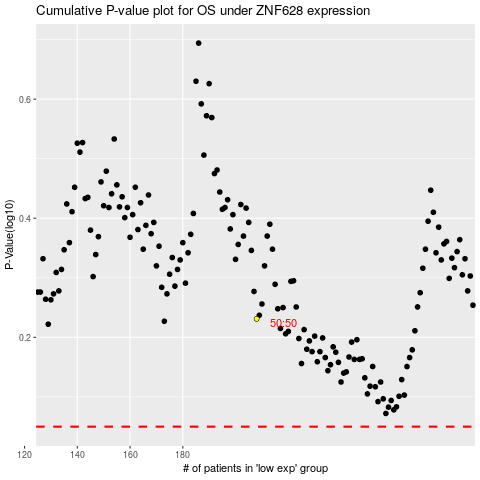 Cumulative P-value plot for OS under ZNF628 expression
P-Value(log10)
0.6
0.4
0.2
50:50
120 140 160 180
# of patients in 'low exp' group